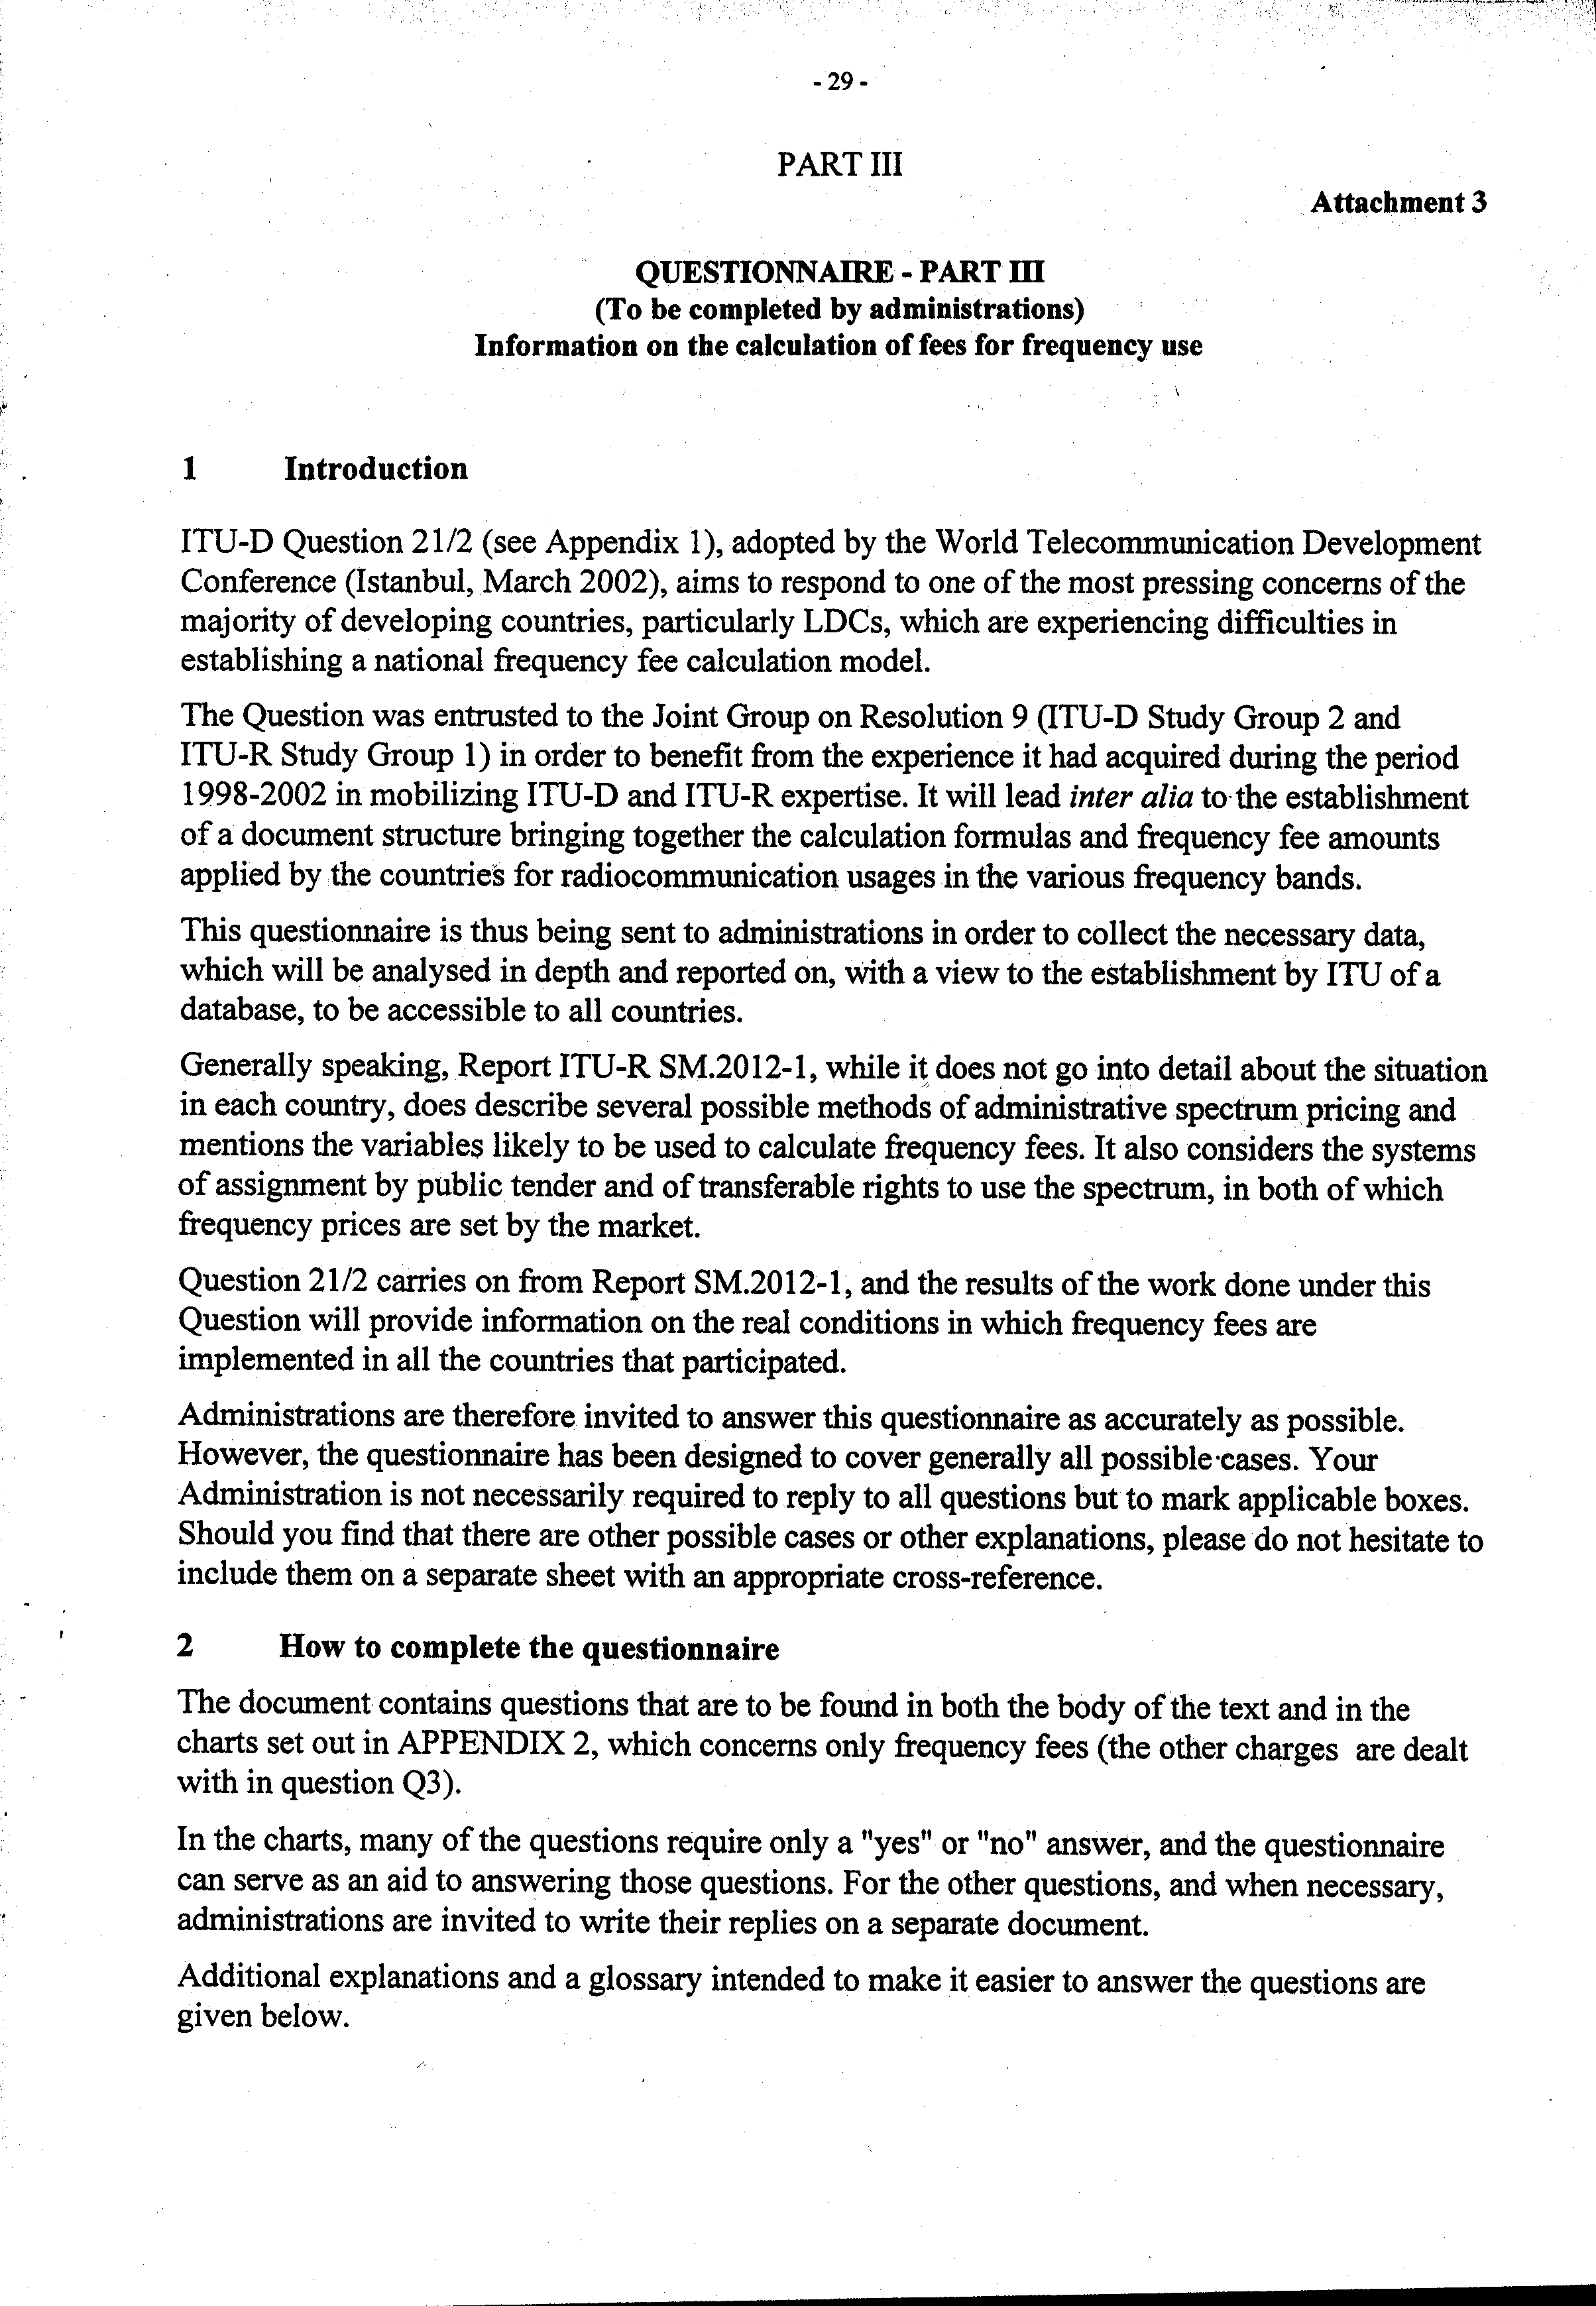 - 29 -
PART III
Attachment 3
QUESTIONNAIRE - PART III
(To be completed by administrations)
Information on the calculation of fees for frequency use
1 Introduction
ITU-D Question 21/2 (see Appendix 1), adopted by the World Telecommunication Development
Conference (Istanbul, March 2002), aims to respond to one of the most pressing concerns of the
majority of developing countries, particularly LDCs, which are experiencing difficulties in
establishing a national frequency fee calculation model.
The Question was entrusted to the Joint Group on Resolution 9 (ITU-D Study Group 2 and
ITU-R Study Group 1) in order to benefit from the experience it had acquired during the period
1998-2002 in mobilizing ITU-D and ITU-R expertise. It will lead inter alia to the establishment
of a document structure bringing together the calculation formulas and frequency fee amounts
applied by the countries for radiocommunication usages in the various frequency bands.
This questionnaire is thus being sent to administrations in order to collect the necessary data,
which will be analysed in depth and reported on, with a view to the establishment by ITU of a
database, to be accessible to all countries.
Generally speaking, Report ITU-R SM.2012-1, while it does not go into detail about the situation
in each country, does describe several possible methods of administrative spectrum pricing and
mentions the variables likely to be used to calculate frequency fees. It also considers the systems
of assignment by public tender and of transferable rights to use the spectrum, in both of which
frequency prices are set by the market.
Question 21/2 carries on from Report SM.2012-1, and the results of the work done under this
Question will provide information on the real conditions in which frequency fees are
implemented in all the countries that participated.
Administrations are therefore invited to answer this questionnaire as accurately as possible.
However, the questionnaire has been designed to cover generally all possible cases. Your
Administration is not necessarily required to reply to all questions but to mark applicable boxes.
Should you find that there are other possible cases or other explanations, please do not hesitate to
include them on a separate sheet with an appropriate cross-reference.
2 How to complete the questionnaire
The document contains questions that are to be found in both the body of the text and in the
charts set out in APPENDIX 2, which concerns only frequency fees (the other charges are dealt
with in question Q3).
In the charts, many of the questions require only a "yes" or "no" answer, and the questionnaire
can serve as an aid to answering those questions. For the other questions, and when necessary,
administrations are invited to write their replies on a separate document.
Additional explanations and a glossary intended to make it easier to answer the questions are
given below.